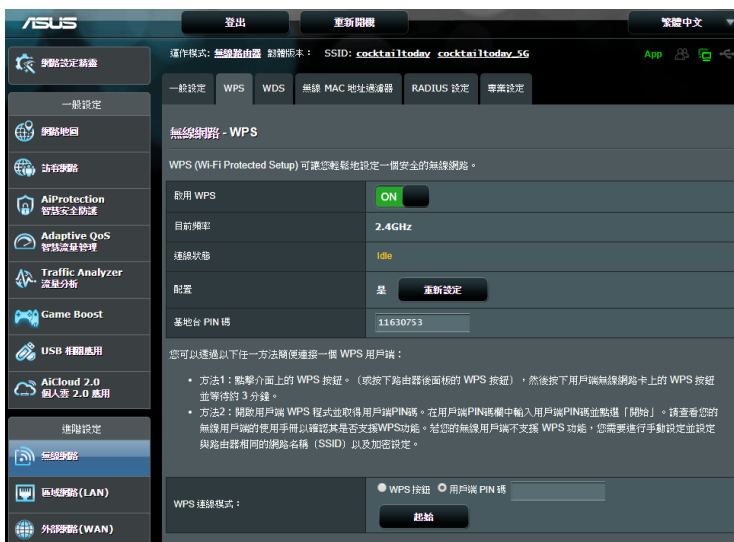 ASUS
登出
重新開機
繁體中文
運作模式: 無線路由器 韌體版本: SSID: cocktailtoday cocktailtoday_5G
App
網路設定精靈
一般設定
網路地圖
訪客網路
AiProtection
智慧安全防護
Adaptive QoS
智慧流量管理
Traffic Analyzer
流量分析
Game Boost
USB 相關應用
AiCloud 2.0
個人雲 2.0 應用
進階設定
無線網路
區域網路(LAN)
外部網路(WAN)
一般設定 WPS WDS 無線 MAC 地址過濾器 RADIUS 設定 專業設定
無線網路 - WPS
WPS (Wi-Fi Protected Setup) 可讓您輕鬆地設定一個安全的無線網路。
啟用 WPS ON
目前頻率 2.4GHz
連線狀態 Idle
配置 是 重新設定
基地台 PIN 碼 11630753
您可以透過以下任一方法簡便連接一個 WPS 用戶端：
• 方法1：點擊介面上的 WPS 按鈕。（或按下路由器後面板的 WPS 按鈕），然後按下用戶端無線網路卡上的 WPS 按鈕
並等待約 3 分鐘。
• 方法2：開啟用戶端 WPS 程式並取得用戶端PIN碼。在用戶端PIN碼欄中輸入用戶端PIN並點選「開始」。請查看您的
無線用戶端的使用手冊以確認其是否支援WPS功能。若您的無線用戶端不支援 WPS 功能，您需要進行手動設定並設定
與路由器相同的網路名稱（SSID）以及加密設定。
WPS 連線模式： WPS 按鈕 用戶端 PIN 碼
起始